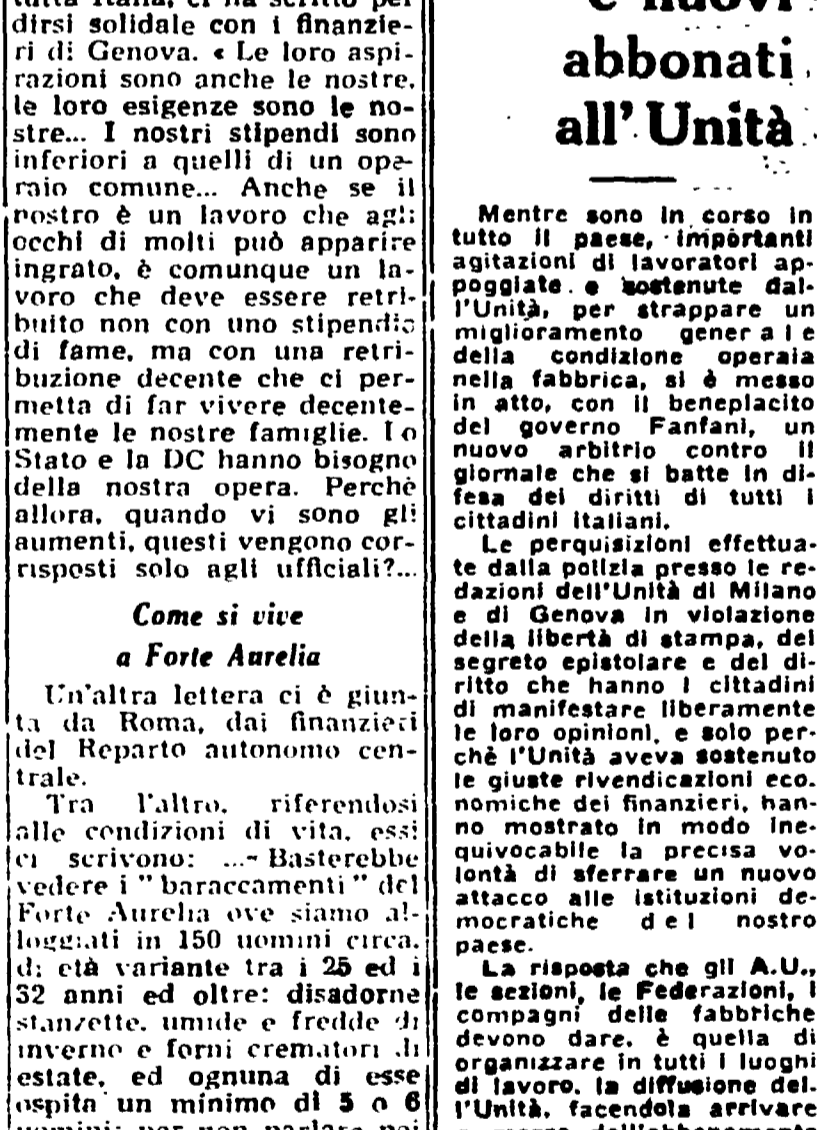 tutta Italia, ci ha scritto per
dirsi solidale con i finanzie-
ri di Genova. « Le loro aspi-
razioni sono anche le nostre,
le loro esigenze sono le no-
stre... I nostri stipendi sono
inferiori a quelli di un ope-
raio comune... Anche se il
nostro è un lavoro che agli
occhi di molti può apparire
ingrato, è comunque un la-
voro che deve essere retri-
buito non con uno stipendio
di fame, ma con una retri-
buzione decente che ci per-
metta di far vivere decente-
mente le nostre famiglie. Lo
Stato e la DC hanno bisogno
della nostra opera. Perchè
allora, quando vi sono gli
aumenti, questi vengono cor-
risposti solo agli ufficiali?...
Come si vive
a Forte Aurelia
Un'altra lettera ci è giun-
ta da Roma, dai finanzieri
del Reparto autonomo cen-
trale.
Tra l'altro, riferendosi
alle condizioni di vita, essi
ci scrivono: ...- Basterebbe
vedere i " baraccamenti " del
Forte Aurelia ove siamo al-
loggiati in 150 uomini circa,
di età variante tra i 25 ed i
32 anni ed oltre: disadorne
stanzette, umide e fredde di
inverno e forni crematori di
estate, ed ognuna di esse
ospita un minimo di 5 o 6
uomini; per non parlare poi
e nuovi
abbonati
all'Unità
Mentre sono in corso in
tutto il paese, importanti
agitazioni di lavoratori ap-
poggiate e sostenute dal-
l'Unità, per strappare un
miglioramento generale
della condizione operaia
nella fabbrica, si è messo
in atto, con il beneplacito
del governo Fanfani, un
nuovo arbitrio contro il
giornale che si batte in di-
fesa dei diritti di tutti i
cittadini italiani.
Le perquisizioni effettua-
te dalla polizia presso le re-
dazioni dell'Unità di Milano
e di Genova in violazione
della libertà di stampa, del
segreto epistolare e del di-
ritto che hanno i cittadini
di manifestare liberamente
le loro opinioni, e solo per-
chè l'Unità aveva sostenuto
le giuste rivendicazioni eco.
nomiche dei finanzieri, han-
no mostrato in modo ine-
quivocabile la precisa vo-
lontà di sferrare un nuovo
attacco alle istituzioni de-
mocratiche del nostro
paese.
La risposta che gli A.U.,
le sezioni, le Federazioni, i
compagni delle fabbriche
devono dare, è quella di
organizzare in tutti i luoghi
di lavoro, la diffusione del-
l'Unità, facendola arrivare